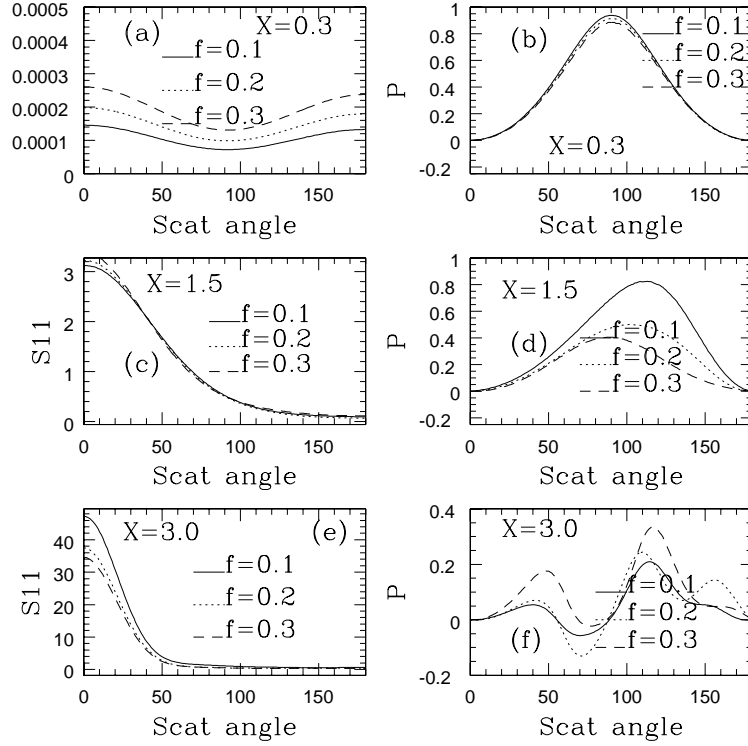 0.0005
0.0004
0.0003
0.0002
0.0001
0
(a)
X=0.3
f=0.1
f=0.2
f=0.3
0 50 100 150
Scat angle
1
0.8
0.6
0.4
0.2
0
-0.2
P
(b)
f=0.1
f=0.2
f=0.3
X=0.3
0 50 100 150
Scat angle
3
2
1
0
S11
X=1.5
f=0.1
f=0.2
f=0.3
(c)
0 50 100 150
Scat angle
1
0.8
0.6
0.4
0.2
0
-0.2
P
X=1.5
f=0.1
f=0.2
f=0.3
(d)
0 50 100 150
Scat angle
40
30
20
10
0
S11
X=3.0
(e)
f=0.1
f=0.2
f=0.3
0 50 100 150
Scat angle
0.4
0.2
0
-0.2
P
X=3.0
f=0.1
f=0.2
f=0.3
(f)
0 50 100 150
Scat angle